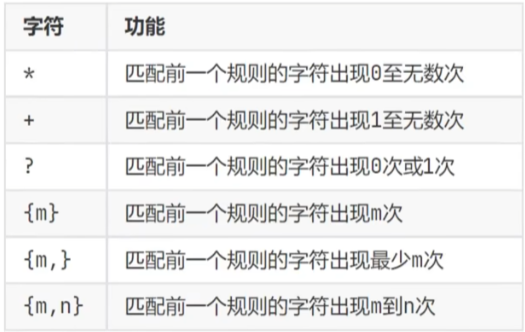 字符 功能
* 匹配前一个规则的字符出现0至无数次
+ 匹配前一个规则的字符出现1至无数次
? 匹配前一个规则的字符出现0次或1次
{m} 匹配前一个规则的字符出现m次
{m,} 匹配前一个规则的字符出现最少m次
{m,n} 匹配前一个规则的字符出现m到n次